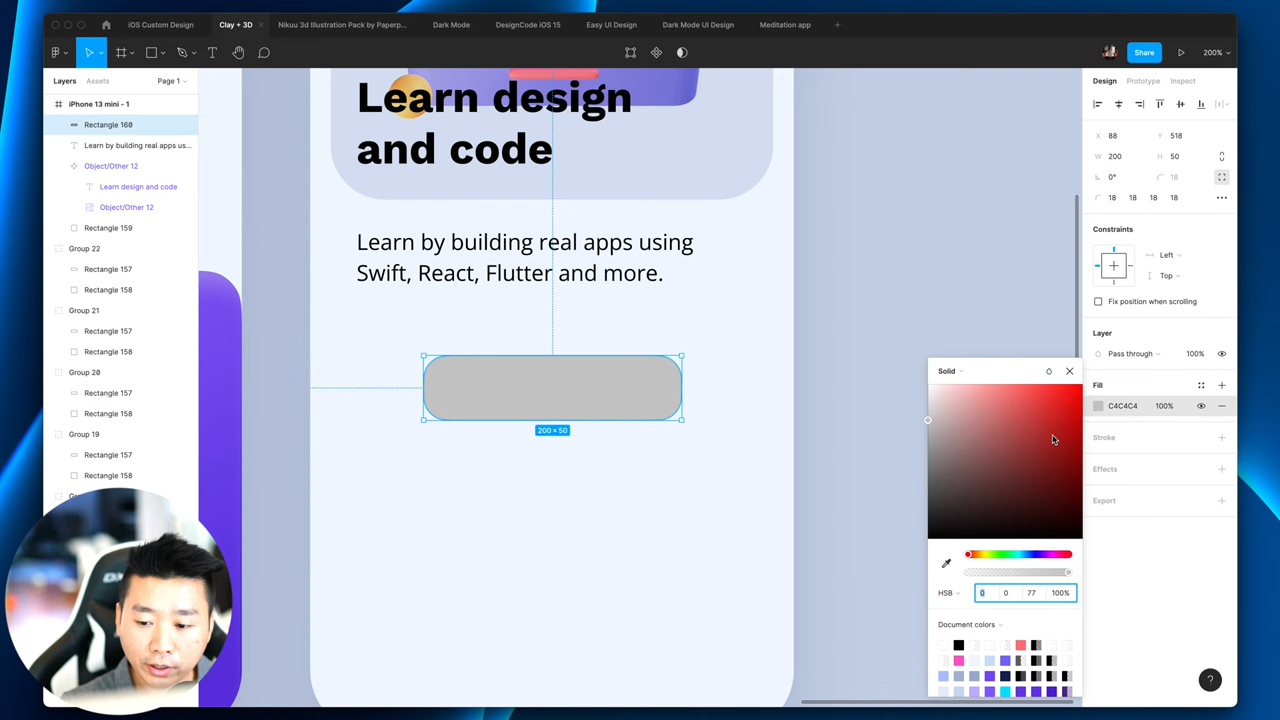 iOS Custom Design
Clay + 3D
Nikuu 3d Illustration Pack by Paperp...
Dark Mode
DesignCode iOS 15
Easy UI Design
Dark Mode UI Design
Meditation app
Share
200%
Layers
Assets
Page 1
iPhone 13 mini - 1
Rectangle 160
Learn by building real apps us...
Object/Other 12
Learn design and code
Object/Other 12
Rectangle 159
Group 22
Rectangle 157
Rectangle 158
Group 21
Rectangle 157
Rectangle 158
Group 20
Rectangle 157
Rectangle 158
Group 19
Rectangle 157
Rectangle 158
Learn design
and code
Learn by building real apps using
Swift, React, Flutter and more.
200 × 50
Design
Prototype
Inspect
X 88 Y 518
W 200 H 50
0° 18
18 18 18 18
Constraints
Left
Top
Fix position when scrolling
Layer
Pass through 100%
Fill
C4C4C4 100%
Stroke
Effects
Export
Solid
HSB 0 0 77 100%
Document colors
?